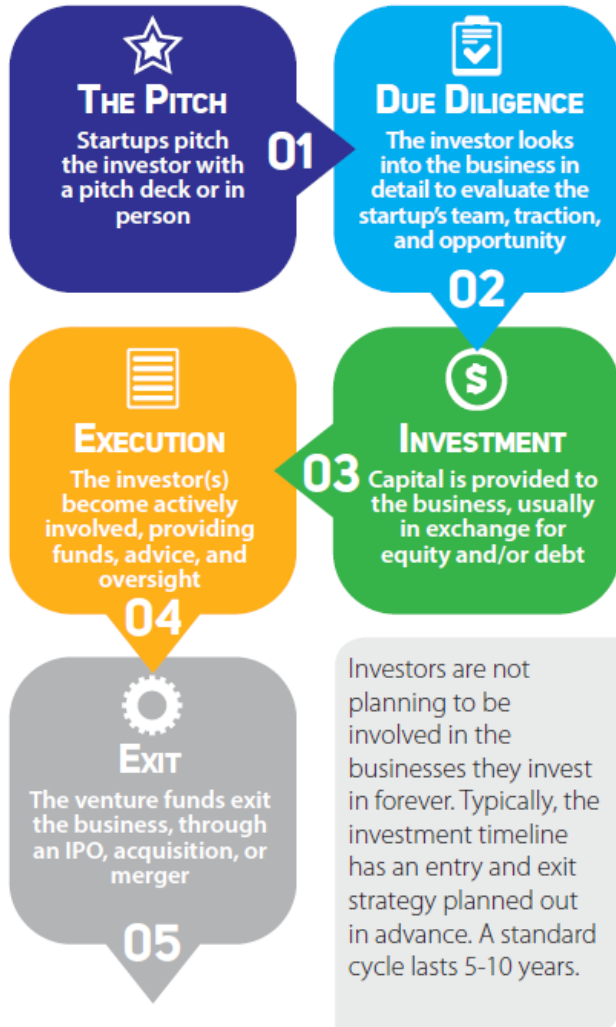 THE PITCH
Startups pitch
the investor with
a pitch deck or in
person
01
DUE DILIGENCE
The investor looks
into the business in
detail to evaluate the
startup's team, traction,
and opportunity
02
INVESTMENT
Capital is provided to
the business, usually
in exchange for
equity and/or debt
03
EXECUTION
The investor(s)
become actively
involved, providing
funds, advice, and
oversight
04
EXIT
The venture funds exit
the business, through
an IPO, acquisition, or
merger
05
Investors are not
planning to be
involved in the
businesses they invest
in forever. Typically, the
investment timeline
has an entry and exit
strategy planned out
in advance. A standard
cycle lasts 5-10 years.